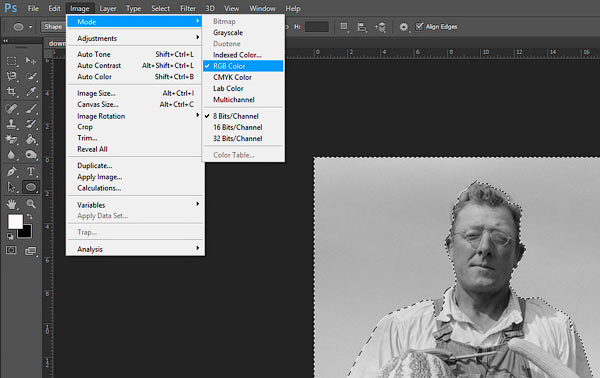 Ps File Edit Image Layer Type Select Filter 3D View Window Help
Shape H: Align Edges
Mode
Adjustments
Auto Tone Shift+Ctrl+L
Auto Contrast Alt+Shift+Ctrl+L
Auto Color Shift+Ctrl+B
Image Size... Alt+Ctrl+I
Canvas Size... Alt+Ctrl+C
Image Rotation
Crop
Trim...
Reveal All
Duplicate...
Apply Image...
Calculations...
Variables
Apply Data Set...
Trap...
Analysis
Bitmap
Grayscale
Duotone
Indexed Color...
RGB Color
CMYK Color
Lab Color
Multichannel
8 Bits/Channel
16 Bits/Channel
32 Bits/Channel
Color Table...